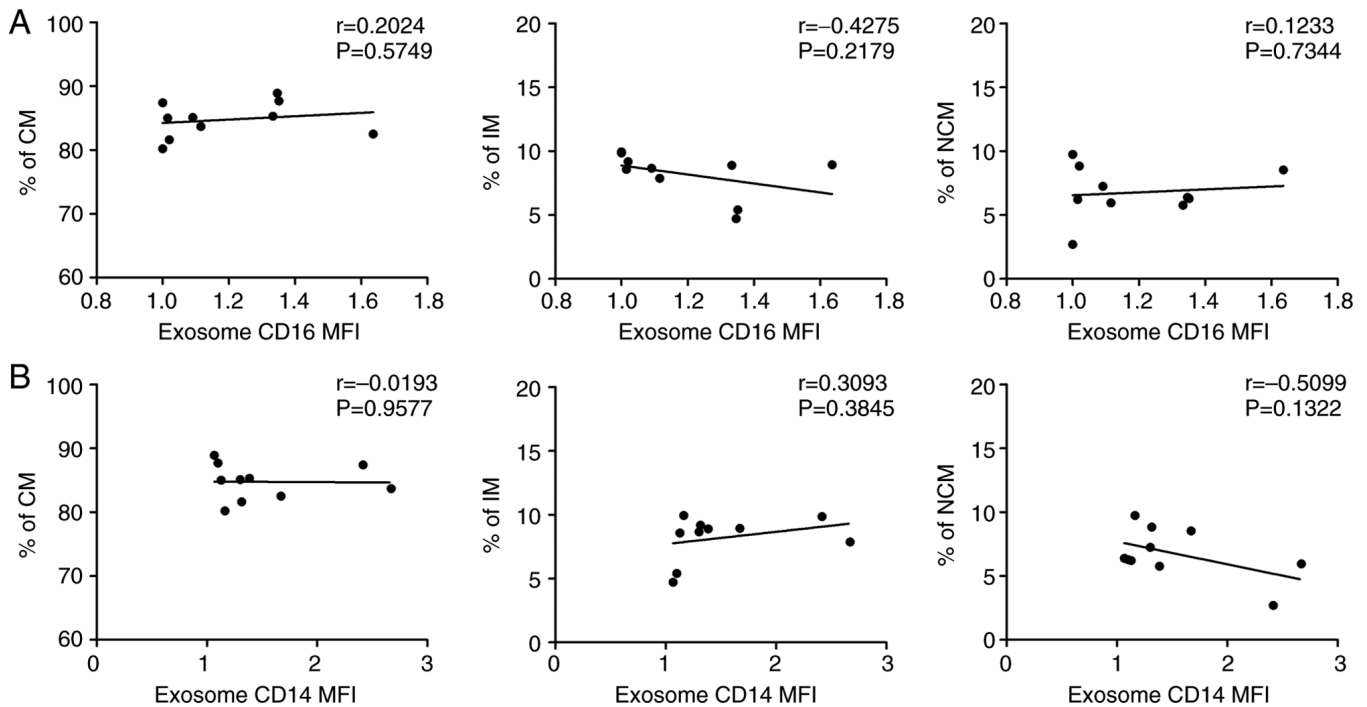 A
r=0.2024
P=0.5749
% of CM
100
90
80
70
60
0.8 1.0 1.2 1.4 1.6 1.8
Exosome CD16 MFI
r=−0.4275
P=0.2179
% of IM
20
15
10
5
0
0.8 1.0 1.2 1.4 1.6 1.8
Exosome CD16 MFI
r=0.1233
P=0.7344
% of NCM
20
15
10
5
0
0.8 1.0 1.2 1.4 1.6 1.8
Exosome CD16 MFI
B
r=−0.0193
P=0.9577
% of CM
100
90
80
70
60
0 1 2 3
Exosome CD14 MFI
r=0.3093
P=0.3845
% of IM
20
15
10
5
0
0 1 2 3
Exosome CD14 MFI
r=−0.5099
P=0.1322
% of NCM
20
15
10
5
0
0 1 2 3
Exosome CD14 MFI